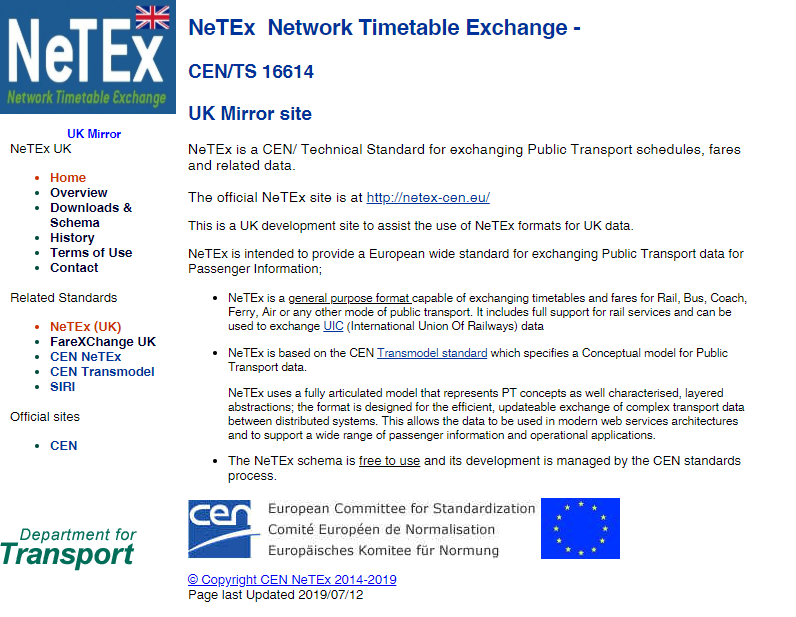 NeTEx
Network Timetable Exchange
UK Mirror
NeTEx UK
Home
Overview
Downloads &
Schema
History
Terms of Use
Contact
Related Standards
NeTEx (UK)
FareXChange UK
CEN NeTEx
CEN Transmodel
SIRI
Official sites
CEN
Department for
Transport
NeTEx Network Timetable Exchange -
CEN/TS 16614
UK Mirror site
NeTEx is a CEN/ Technical Standard for exchanging Public Transport schedules, fares
and related data.
The official NeTEx site is at http://netex-cen.eu/
This is a UK development site to assist the use of NeTEx formats for UK data.
NeTEx is intended to provide a European wide standard for exchanging Public Transport data for
Passenger Information;
NeTEx is a general purpose format capable of exchanging timetables and fares for Rail, Bus, Coach,
Ferry, Air or any other mode of public transport. It includes full support for rail services and can be
used to exchange UIC (International Union Of Railways) data
NeTEx is based on the CEN Transmodel standard which specifies a Conceptual model for Public
Transport data.
NeTEx uses a fully articulated model that represents PT concepts as well characterised, layered
abstractions; the format is designed for the efficient, updateable exchange of complex transport data
between distributed systems. This allows the data to be used in modern web services architectures
and to support a wide range of passenger information and operational applications.
The NeTEx schema is free to use and its development is managed by the CEN standards
process.
cen
European Committee for Standardization
Comité Européen de Normalisation
Europäisches Komitee für Normung
© Copyright CEN NeTEx 2014-2019
Page last Updated 2019/07/12